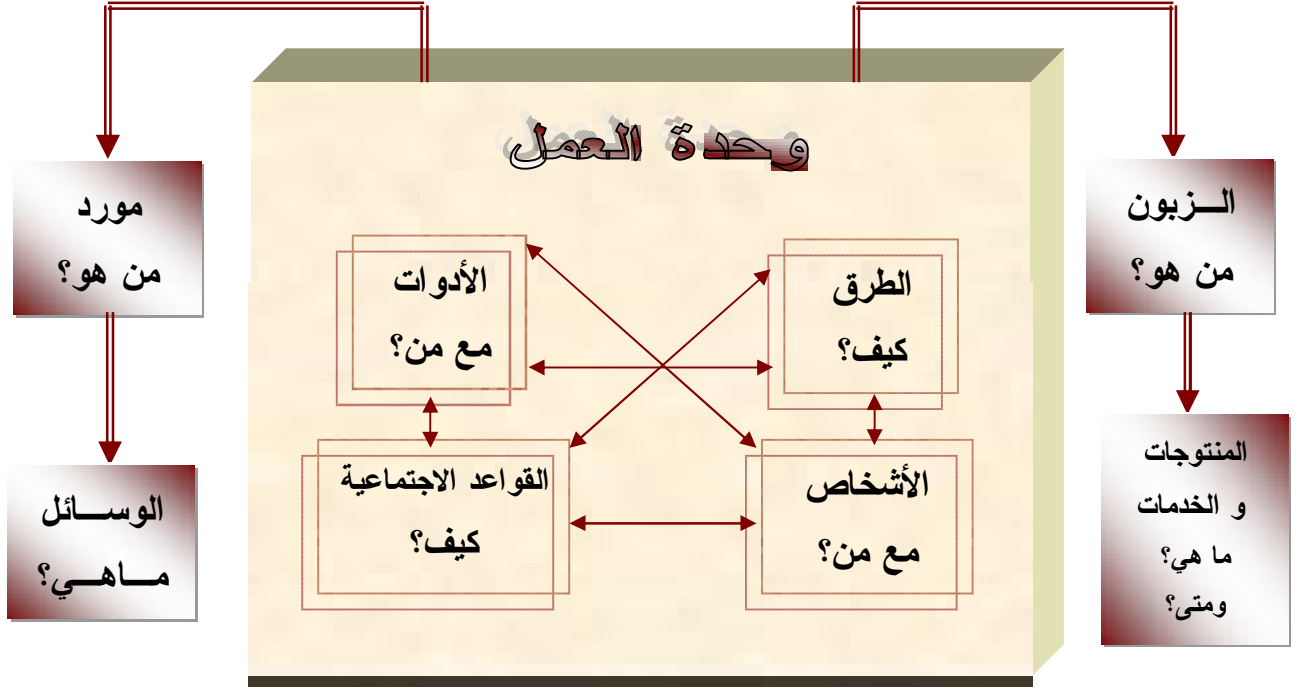 وحدة العمل
الـــزبون
من هو؟
المنتوجات
و الخدمات
ما هي؟
ومتى؟
الطرق
كيف؟
الأدوات
مع من؟
الأشخاص
مع من؟
القواعد الاجتماعية
كيف؟
مورد
من هو؟
الوســـائل
مـــاهـــي؟